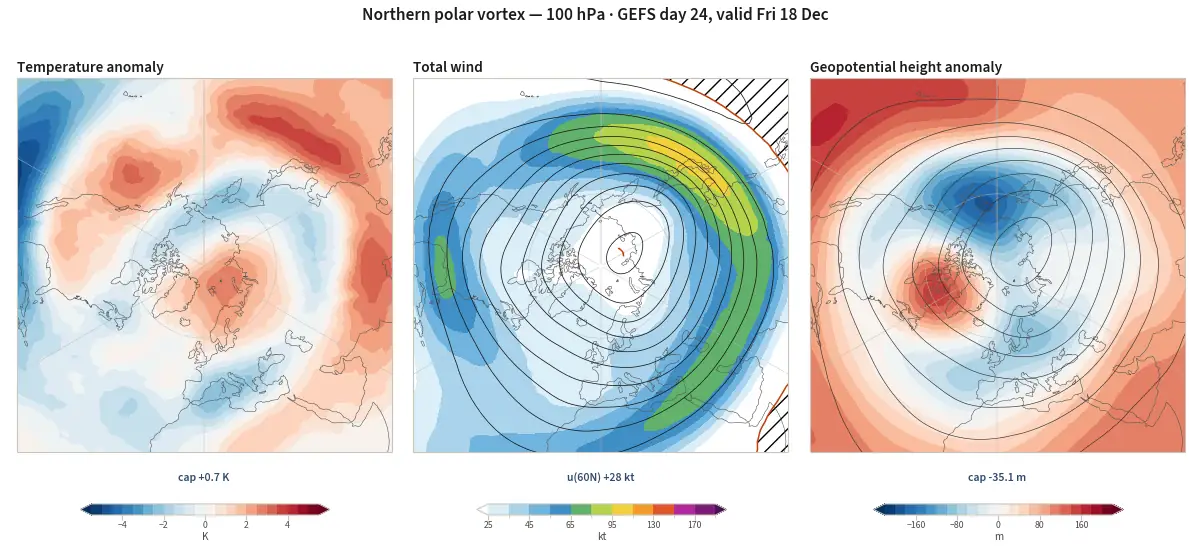 Northern polar vortex — 100 hPa · GEFS day 24, valid Fri 18 Dec
Temperature anomaly
Total wind
Geopotential height anomaly
cap +0.7 K
u(60N) +28 kt
cap -35.1 m
−4 −2 0 2 4
K
25 45 65 95 130 170
kt
−160 −80 0 80 160
m